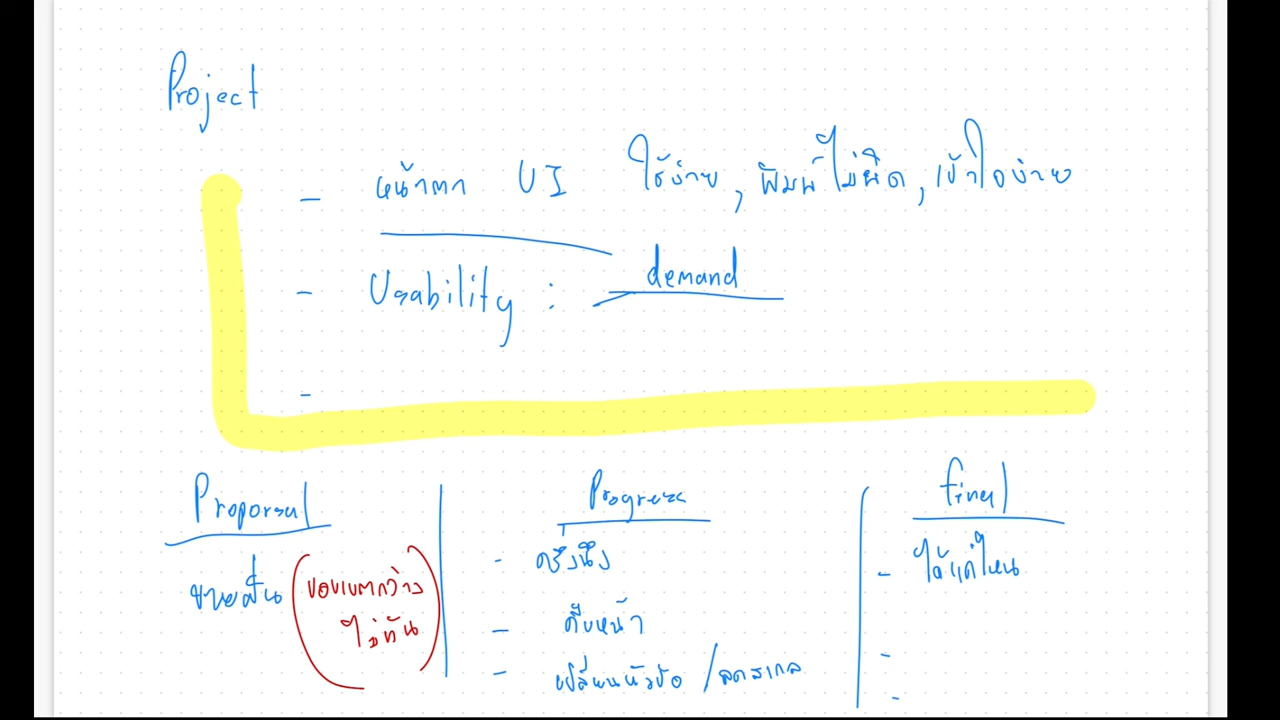 Project
- หน้าตา UI ใช้ง่าย, พิมพ์ไม่ผิด, เข้าใจง่าย
- Usability : demand
-
Proposal
ขายฝัน (ขอบเขตกว้าง
ไม่ทัน)
Progress
- ครึ่งนึง
- คืบหน้า
- เปลี่ยนหัวข้อ / ลดสเกล
final
- ได้แค่ไหน
-
-